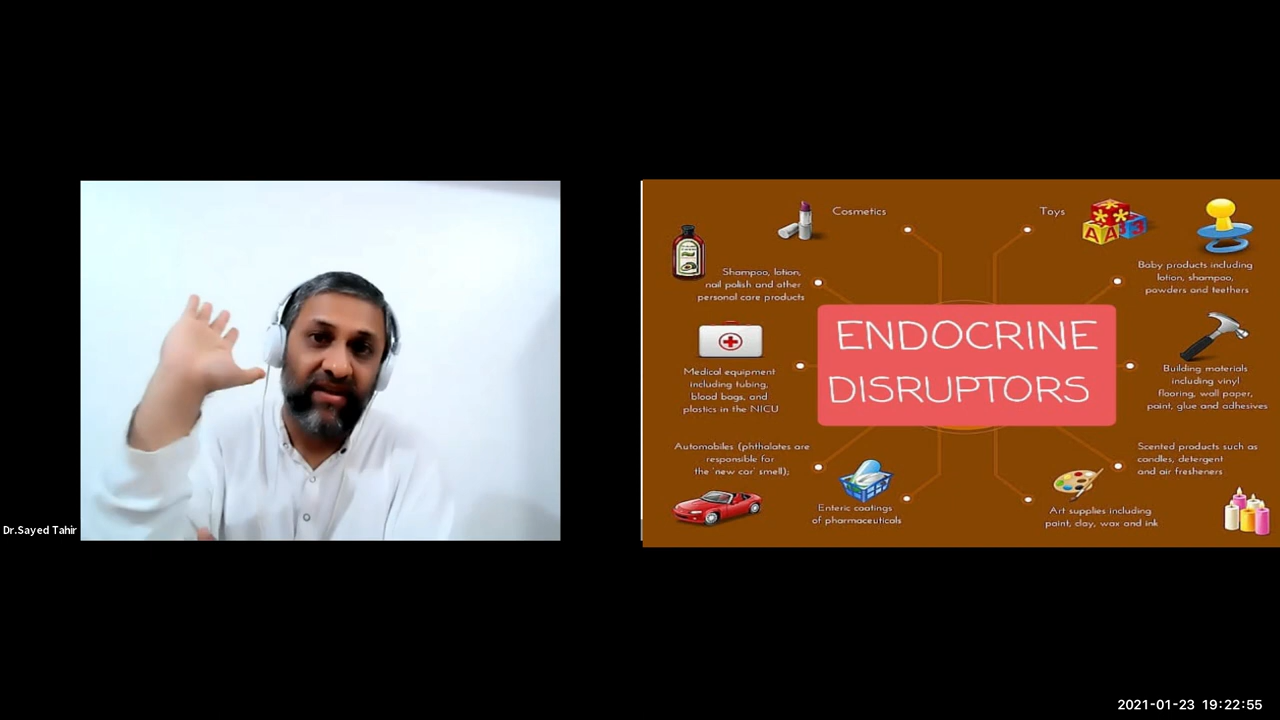 Dr.Sayed Tahir
Cosmetics
Toys
Shampoo, lotion,
nail polish and other
personal care products
Baby products including
lotion, shampoo,
powders and teethers
ENDOCRINE
DISRUPTORS
Medical equipment
including tubing,
blood bags, and
plastics in the NICU
Building materials
including vinyl
flooring, wall paper,
paint, glue and adhesives
Automobiles (phthalates are
responsible for
the 'new car' smell);
Scented products such as
candles, detergent
and air fresheners
Enteric coatings
of pharmaceuticals
Art supplies including
paint, clay, wax and ink
2021-01-23 19:22:55